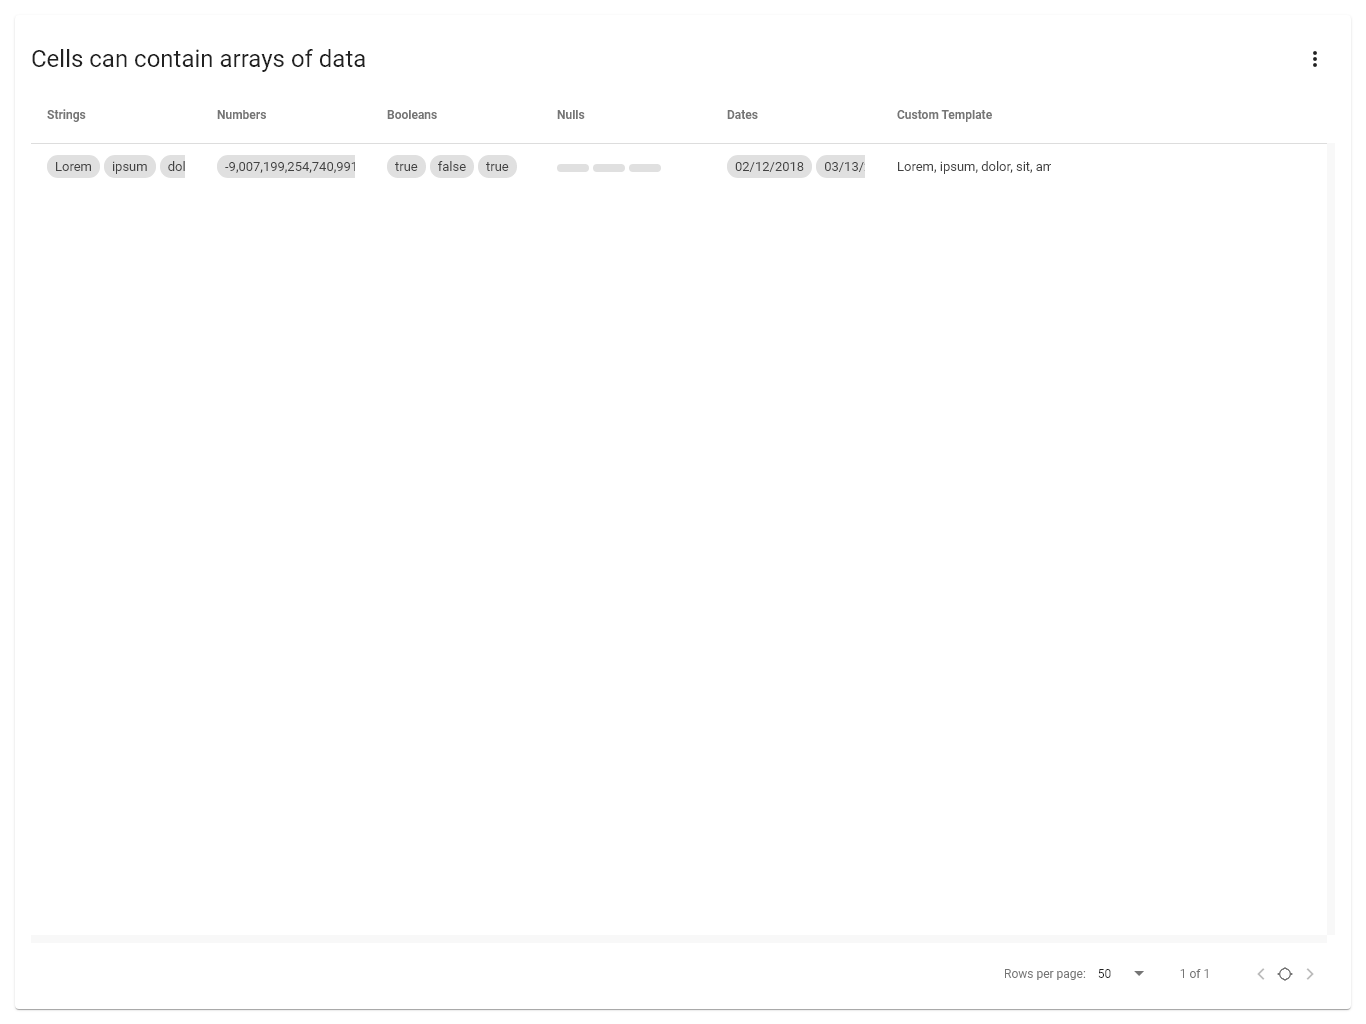 Cells can contain arrays of data
Strings Numbers Booleans Nulls Dates Custom Template
Lorem ipsum dol -9,007,199,254,740,991 true false true 02/12/2018 03/13/ Lorem, ipsum, dolor, sit, am
Rows per page: 50 1 of 1